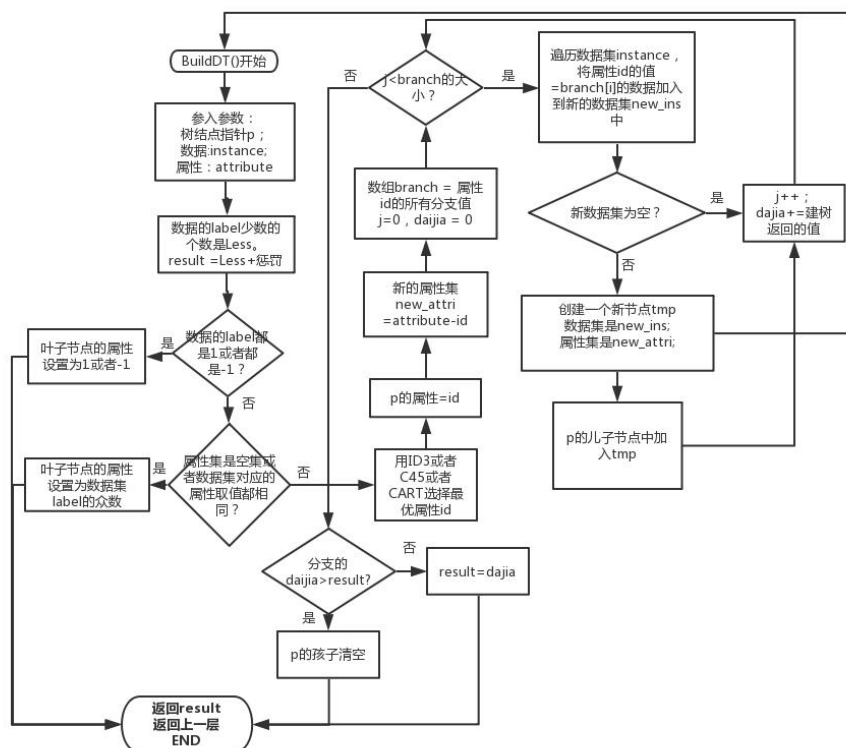 BuildDT()开始
参入参数：
树结点指针p；
数据:instance;
属性：attribute
数据的label少数的
个数是Less。
result =Less+惩罚
数据的label都
是1或者都
是-1？
是
叶子节点的属性
设置为1或者-1
否
属性集是空集或
者数据集对应的
属性取值都相
同？
是
叶子节点的属性
设置为数据集
label的众数
否
用ID3或者
C45或者
CART选择最
优属性id
p的属性=id
新的属性集
new_attri
=attribute-id
数组branch = 属性
id的所有分支值
j=0，daijia = 0
j<branch的大
小？
否
是
遍历数据集instance，
将属性id的值
=branch[i]的数据加入
到新的数据集new_ins
中
新数据集为空？
是
j++；
dajia+=建树
返回的值
否
创建一个新节点tmp
数据集是new_ins;
属性集是new_attri;
p的儿子节点中加
入tmp
分支的
daijia>result?
否
result=dajia
是
p的孩子清空
返回result
返回上一层
END